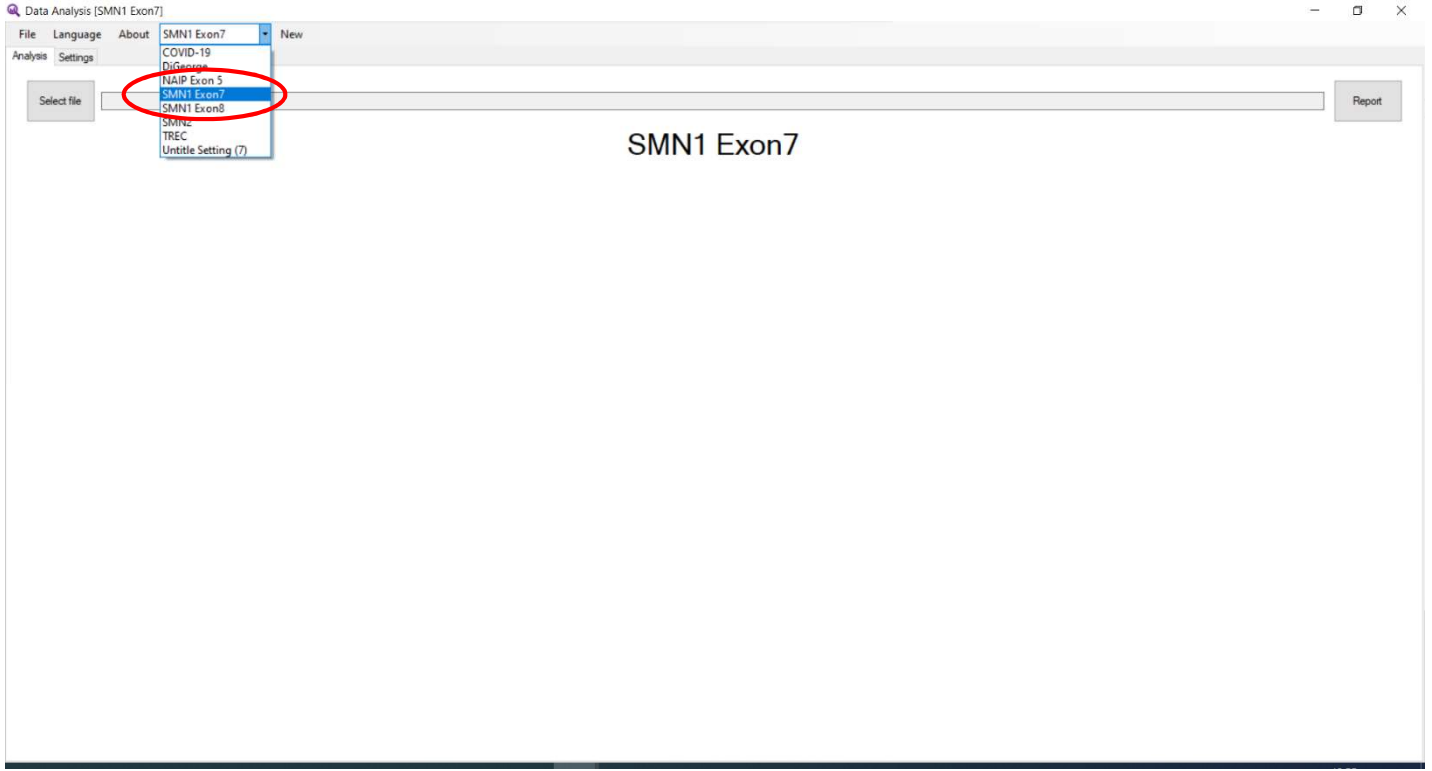 Data Analysis [SMN1 Exon7]
File Language About SMN1 Exon7 New
Analysis Settings
COVID-19
DiGeorge
NAIP Exon 5
SMN1 Exon7
SMN1 Exon8
SMN2
TREC
Untitle Setting (7)
Select file
Report
SMN1 Exon7